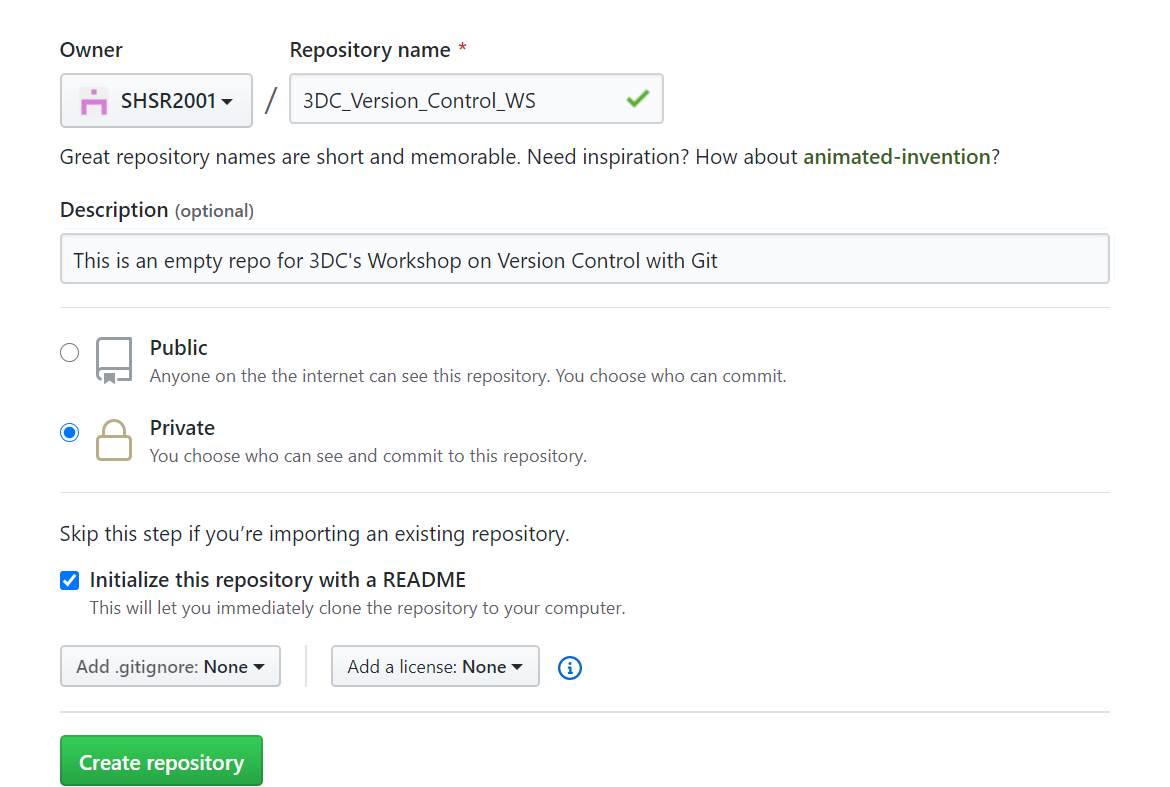 Owner Repository name *
SHSR2001 / 3DC_Version_Control_WS
Great repository names are short and memorable. Need inspiration? How about animated-invention?
Description (optional)
This is an empty repo for 3DC's Workshop on Version Control with Git
Public
Anyone on the the internet can see this repository. You choose who can commit.
Private
You choose who can see and commit to this repository.
Skip this step if you’re importing an existing repository.
Initialize this repository with a README
This will let you immediately clone the repository to your computer.
Add .gitignore: None Add a license: None
Create repository